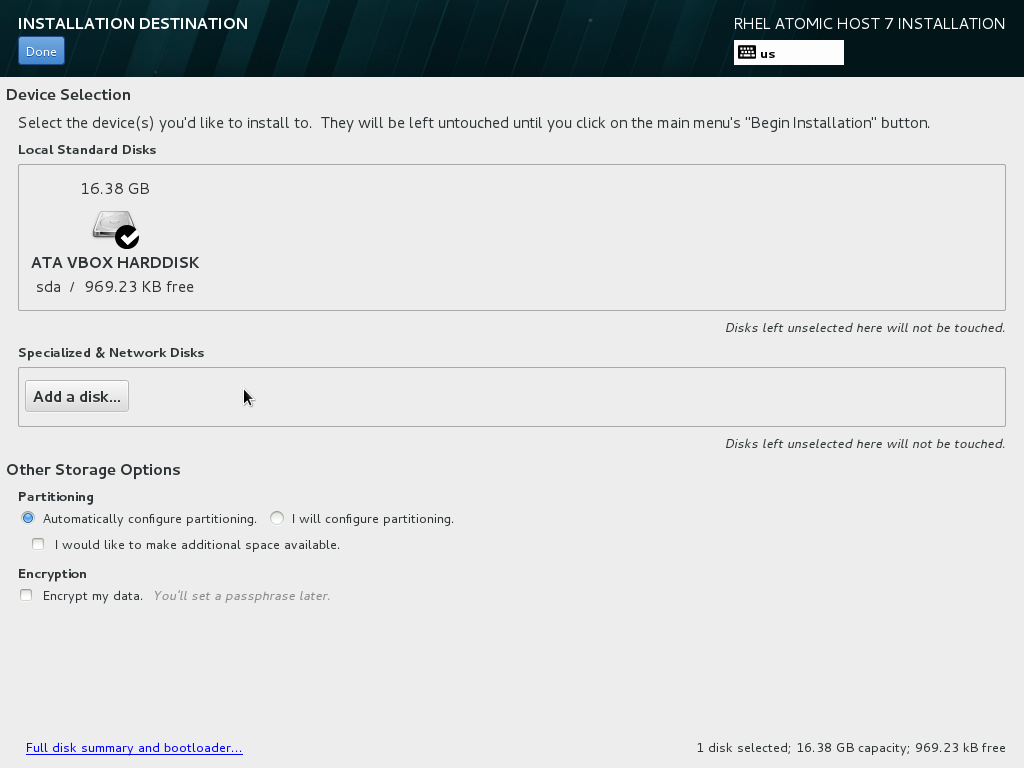 INSTALLATION DESTINATION
RHEL ATOMIC HOST 7 INSTALLATION
Done
us
Device Selection
Select the device(s) you'd like to install to.  They will be left untouched until you click on the main menu's "Begin Installation" button.
Local Standard Disks
16.38 GB
ATA VBOX HARDDISK
sda / 969.23 KB free
Disks left unselected here will not be touched.
Specialized & Network Disks
Add a disk...
Disks left unselected here will not be touched.
Other Storage Options
Partitioning
Automatically configure partitioning. I will configure partitioning.
I would like to make additional space available.
Encryption
Encrypt my data. You'll set a passphrase later.
Full disk summary and bootloader... 1 disk selected; 16.38 GB capacity; 969.23 kB free